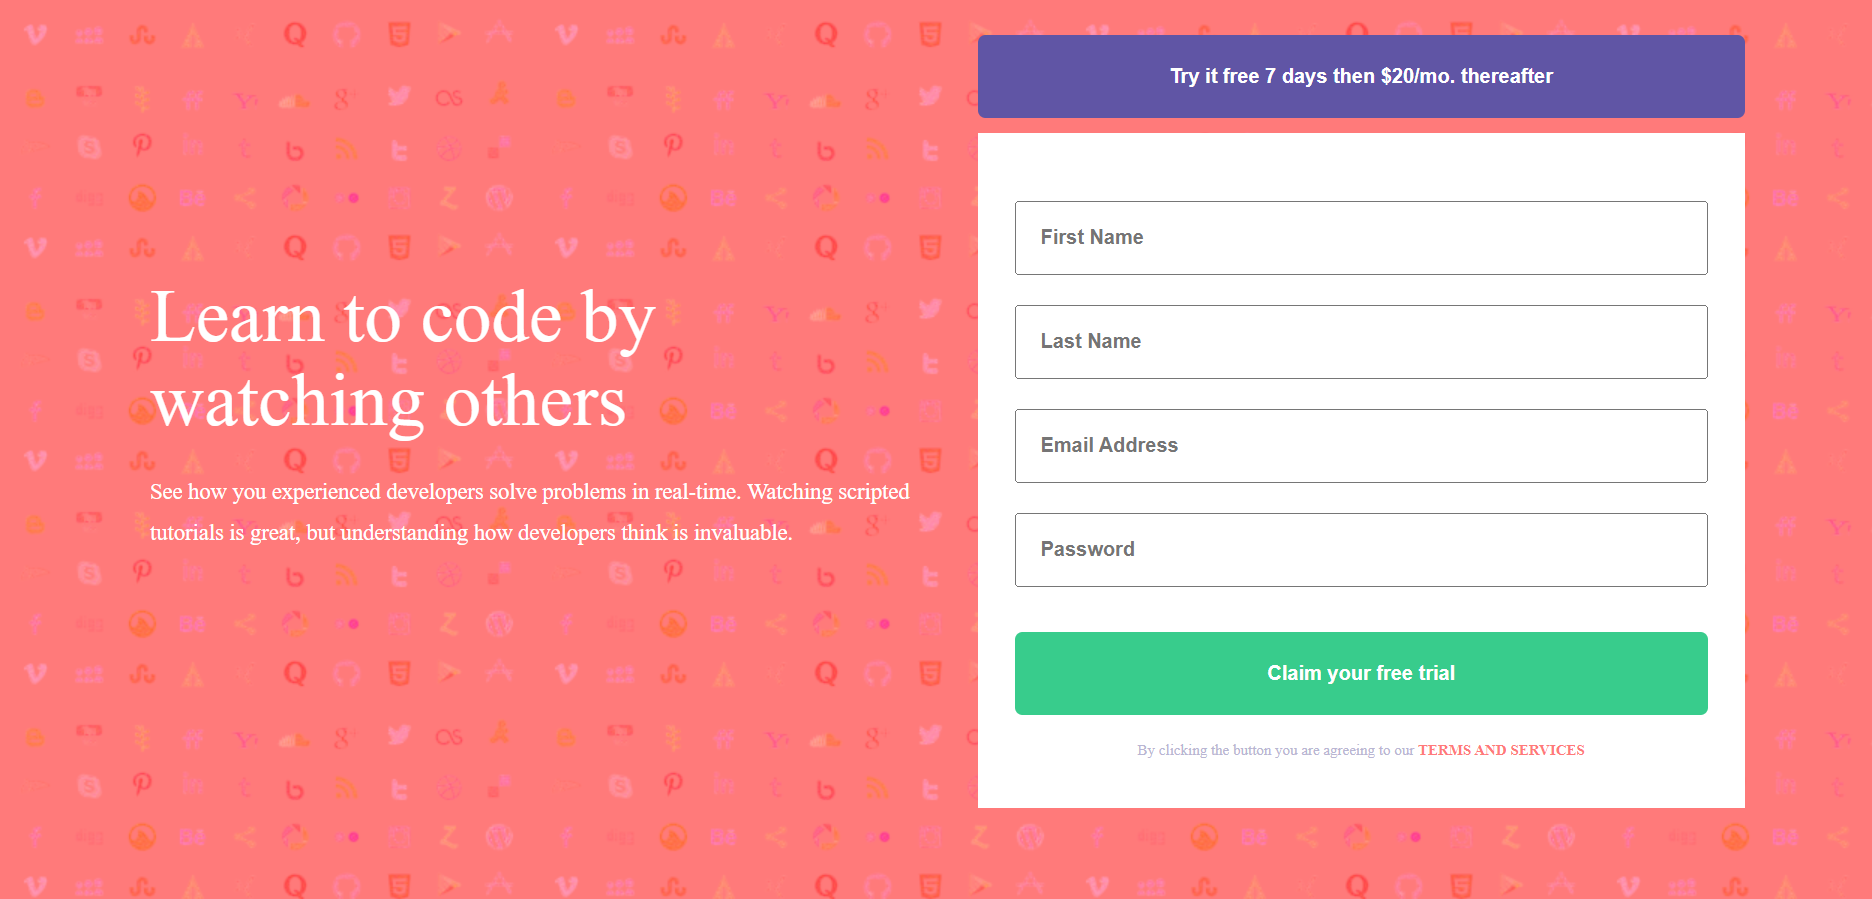 Try it free 7 days then $20/mo. thereafter
Learn to code by
watching others
See how you experienced developers solve problems in real-time. Watching scripted
tutorials is great, but understanding how developers think is invaluable.
First Name
Last Name
Email Address
Password
Claim your free trial
By clicking the button you are agreeing to our TERMS AND SERVICES